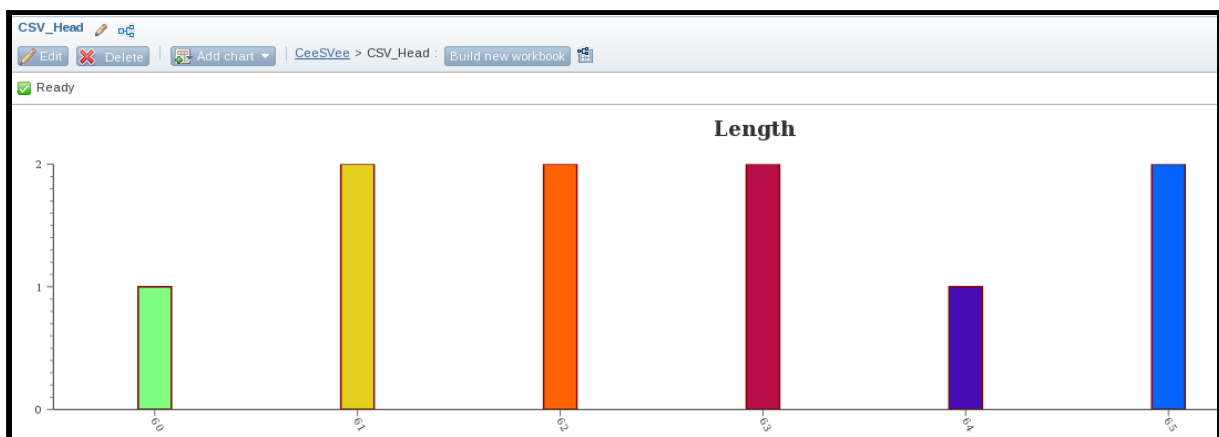 CSV_Head
Edit Delete Add chart CeeSVee > CSV_Head : Build new workbook
Ready
Length
2
1
0
60 61 62 63 64 65